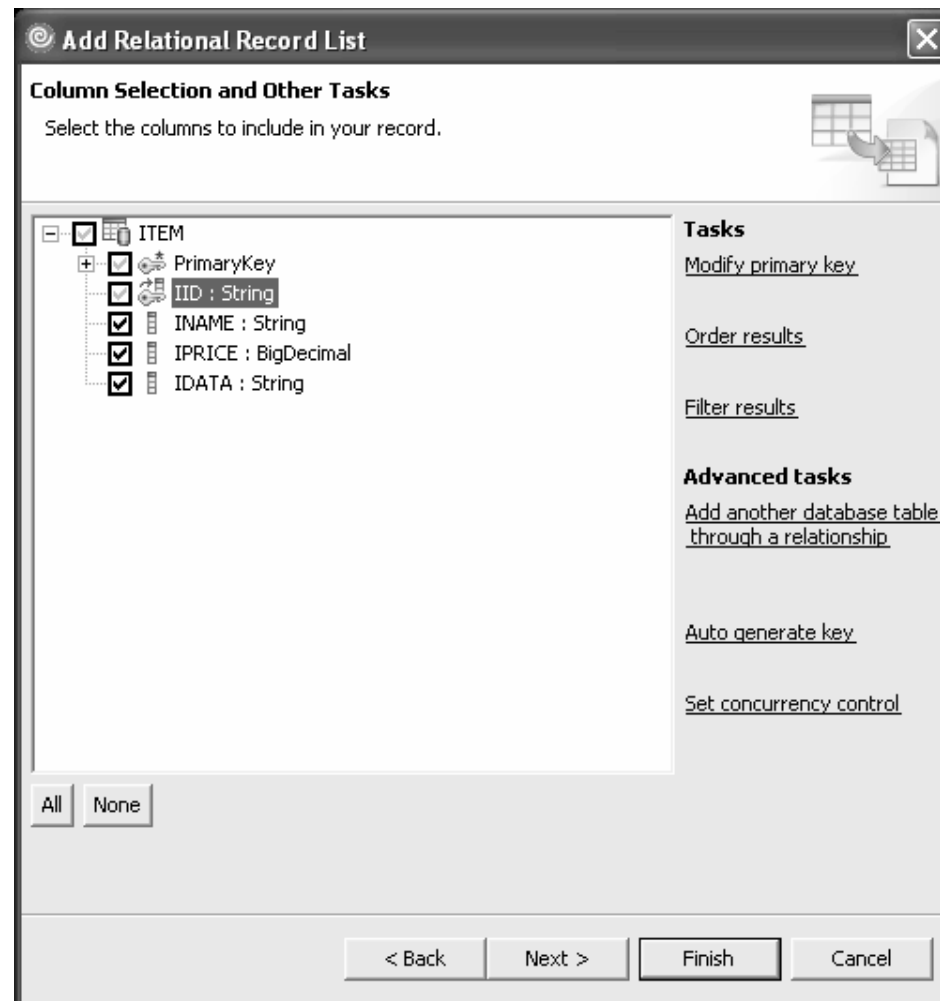 Add Relational Record List
Column Selection and Other Tasks
Select the columns to include in your record.
ITEM
PrimaryKey
IID : String
INAME : String
IPRICE : BigDecimal
IDATA : String
Tasks
Modify primary key
Order results
Filter results
Advanced tasks
Add another database table
through a relationship
Auto generate key
Set concurrency control
All None
< Back Next > Finish Cancel